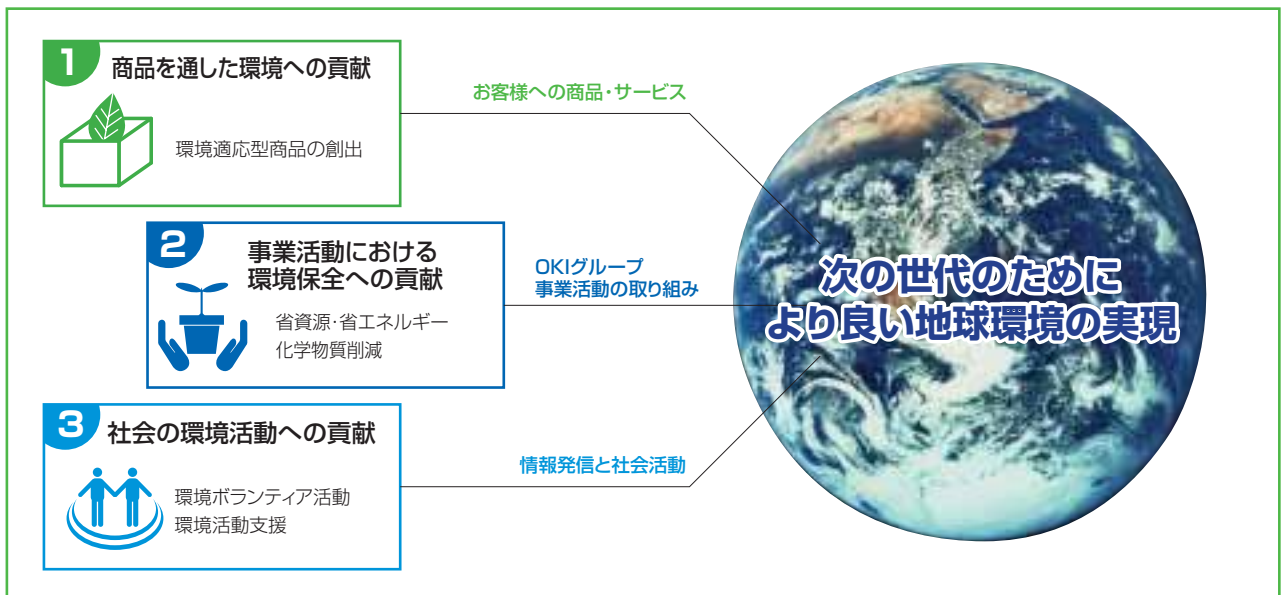 1
商品を通した環境への貢献
環境適応型商品の創出
お客様への商品・サービス
2
事業活動における
環境保全への貢献
省資源・省エネルギー
化学物質削減
OKIグループ
事業活動の取り組み
3
社会の環境活動への貢献
環境ボランティア活動
環境活動支援
情報発信と社会活動
次の世代のために
より良い地球環境の実現